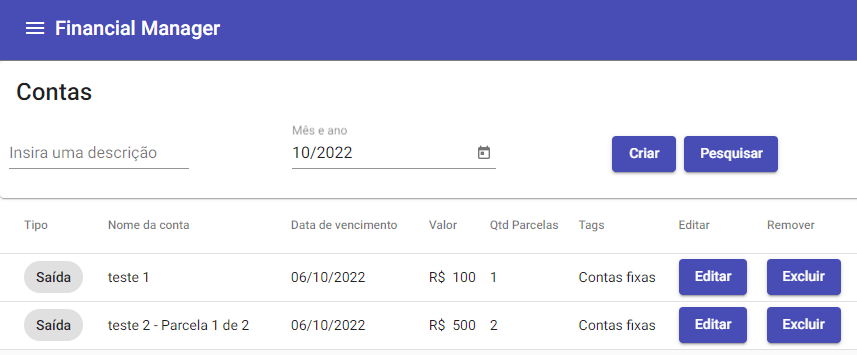 Financial Manager
Contas
Mês e ano
Insira uma descrição 10/2022 Criar Pesquisar
Tipo Nome da conta Data de vencimento Valor Qtd Parcelas Tags Editar Remover
Saída teste 1 06/10/2022 R$ 100 1 Contas fixas Editar Excluir
Saída teste 2 - Parcela 1 de 2 06/10/2022 R$ 500 2 Contas fixas Editar Excluir